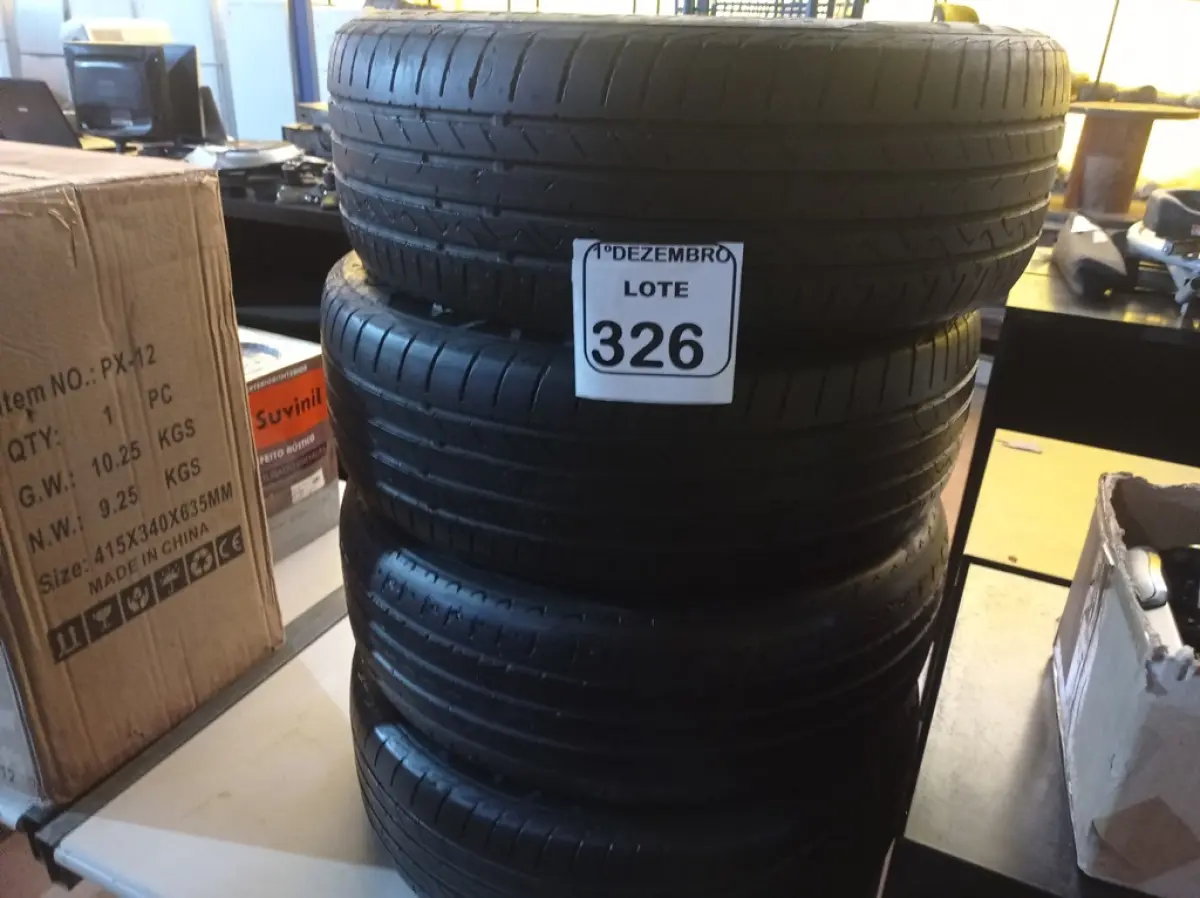 1ºDEZEMBRO
LOTE
326
Item NO.: PX-12
QTY: 1 PC
G.W.: 10.25 KGS
N.W.: 9.25 KGS
Size: 415X340X635MM
MADE IN CHINA
CE
Suvinil